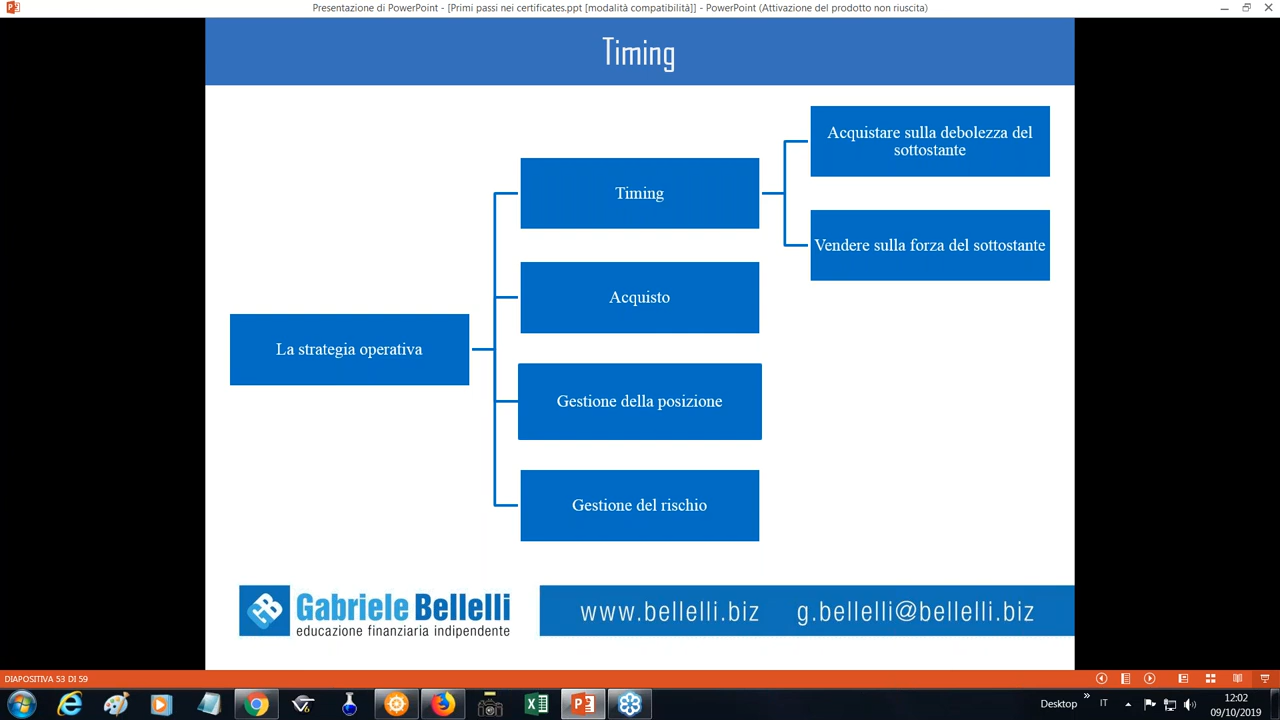 Presentazione di PowerPoint - [Primi passi nei certificates.ppt [modalità compatibilità]] - PowerPoint (Attivazione del prodotto non riuscita)
Timing
Acquistare sulla debolezza del
sottostante
Timing
Vendere sulla forza del sottostante
Acquisto
La strategia operativa
Gestione della posizione
Gestione del rischio
Gabriele Bellelli
educazione finanziaria indipendente
www.bellelli.biz g.bellelli@bellelli.biz
DIAPOSITIVA 53 DI 59
Desktop
IT
12:02
09/10/2019